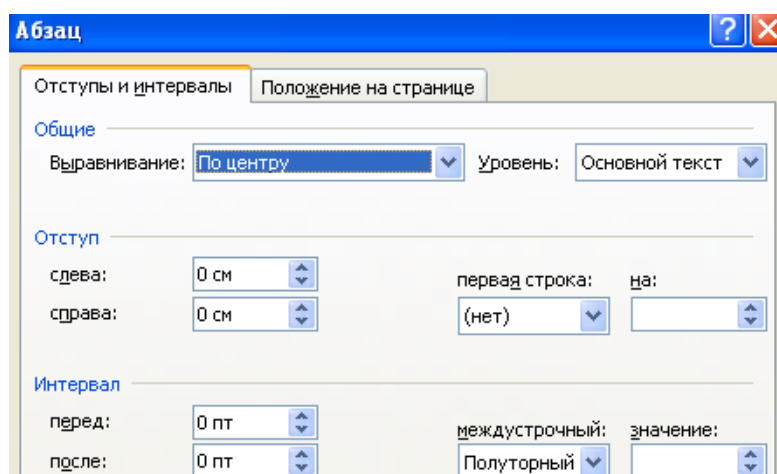 Абзац ?
Отступы и интервалы Положение на странице
Общие
Выравнивание: По центру Уровень: Основной текст
Отступ
слева: 0 см первая строка: на:
справа: 0 см (нет)
Интервал
перед: 0 пт междустрочный: значение:
после: 0 пт Полуторный